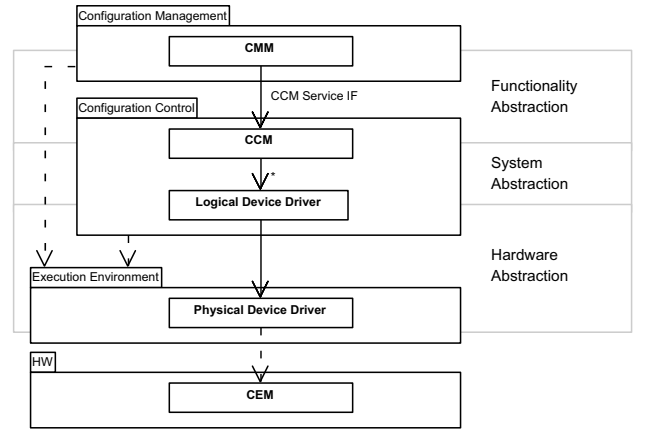 Configuration Management
CMM
CCM Service IF
Functionality
Abstraction
Configuration Control
CCM
*
System
Abstraction
Logical Device Driver
Hardware
Abstraction
Execution Environment
Physical Device Driver
HW
CEM